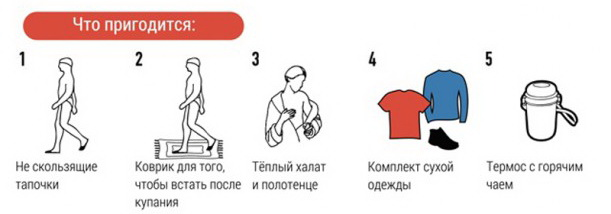 Что пригодится:
1
Не скользящие
тапочки
2
Коврик для того,
чтобы встать после
купания
3
Тёплый халат
и полотенце
4
Комплект сухой
одежды
5
Термос с горячим
чаем